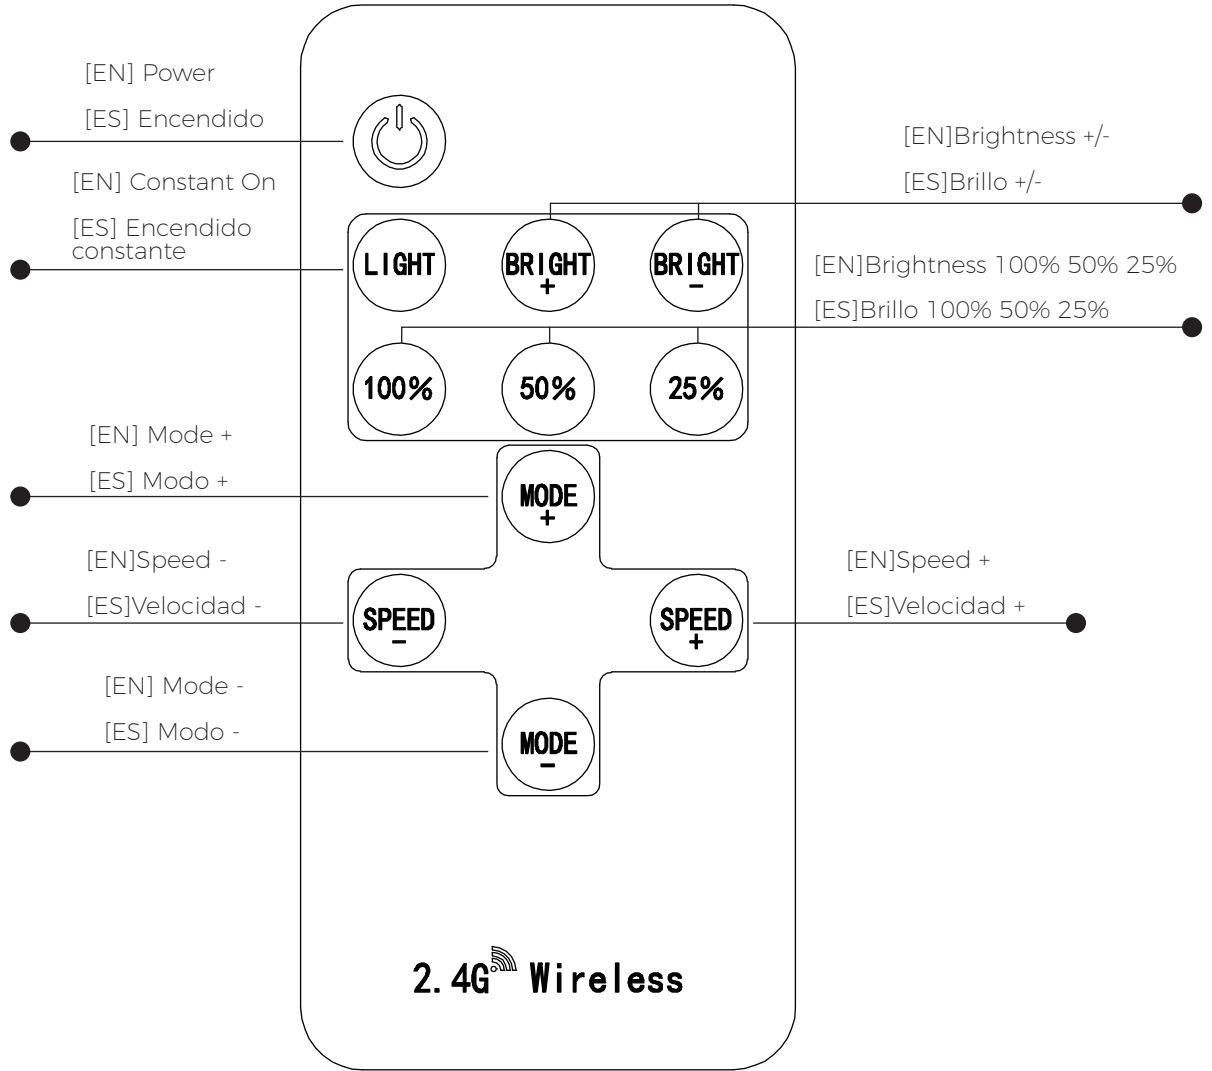 [EN] Power
[ES] Encendido
[EN]Brightness +/-
[ES]Brillo +/-
[EN] Constant On
[ES] Encendido
constante
LIGHT
BRIGHT
+
BRIGHT
-
[EN]Brightness 100% 50% 25%
[ES]Brillo 100% 50% 25%
100%
50%
25%
[EN] Mode +
[ES] Modo +
MODE
+
[EN]Speed -
[ES]Velocidad -
SPEED
-
SPEED
+
[EN]Speed +
[ES]Velocidad +
[EN] Mode -
[ES] Modo -
MODE
-
2.4G Wireless